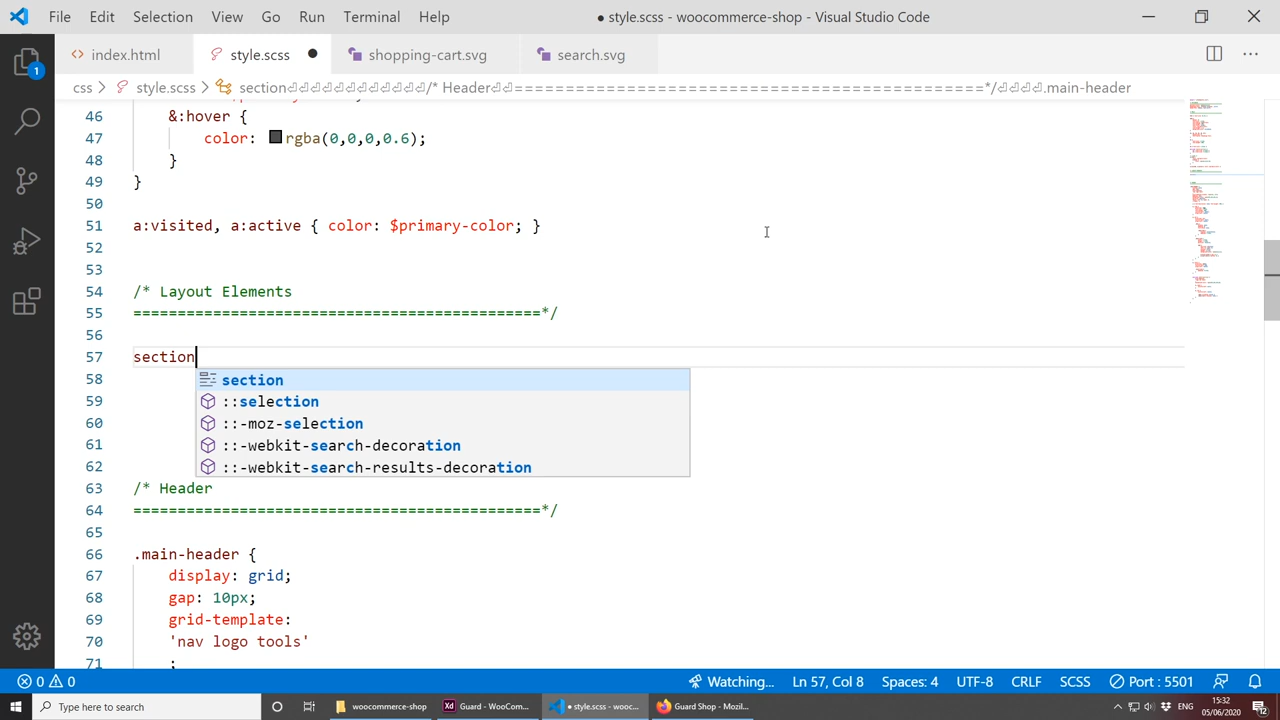 File Edit Selection View Go Run Terminal Help
● style.scss - woocommerce-shop - Visual Studio Code
index.html style.scss ● shopping-cart.svg search.svg
css > style.scss > section⏎⏎⏎⏎⏎⏎⏎⏎⏎⏎⏎⏎/* Header⏎⏎===================================================*/⏎⏎⏎⏎.main-header
1
46 &:hover {
47 color: rgba(0,0,0,0.6);
48 }
49 }
50
51 a:visited, a:active { color: $primary-color; }
52
53
54 /* Layout Elements
55 ==============================================*/
56
57 section
58 section
59 ::selection
60 ::-moz-selection
61 ::-webkit-search-decoration
62 ::-webkit-search-results-decoration
63 /* Header
64 ==============================================*/
65
66 .main-header {
67 display: grid;
68 gap: 10px;
69 grid-template:
70 'nav logo tools'
71 ;
0 0 Watching... Ln 57, Col 8 Spaces: 4 UTF-8 CRLF SCSS Port : 5501
Type here to search woocommerce-shop Guard - WooCom... ● style.scss - wooc... Guard Shop - Mozil... ENG 15:32
05/06/2020 12